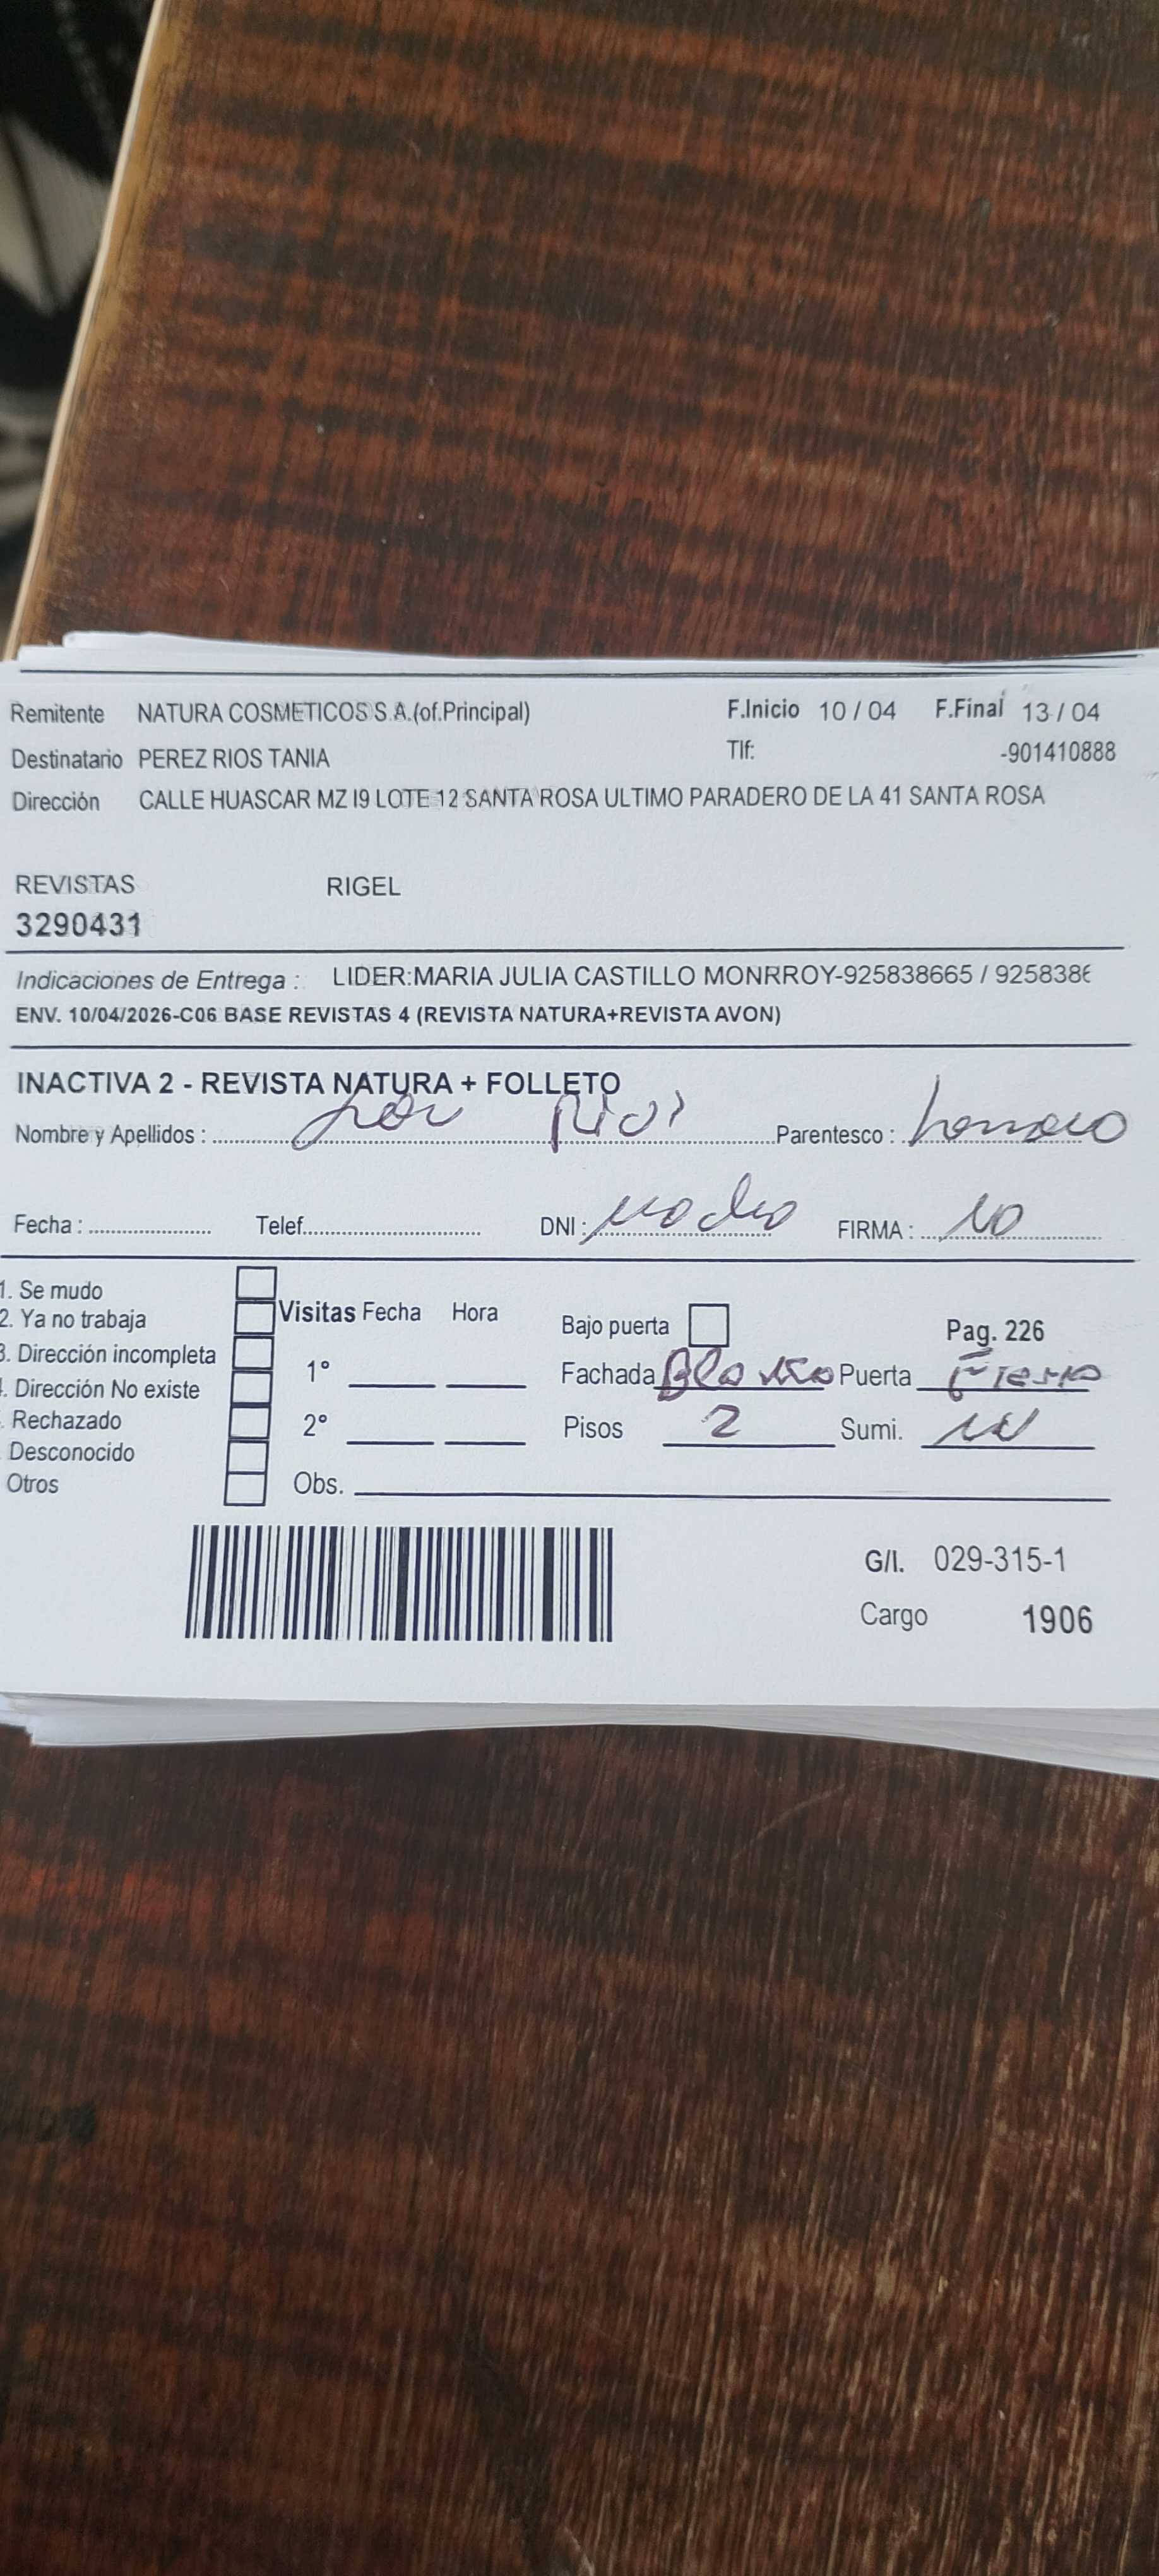 Remitente NATURA COSMETICOS S.A.(of.Principal) F.Inicio 10 / 04 F.Final 13 / 04
Destinatario PEREZ RIOS TANIA Tlf: -901410888
Dirección CALLE HUASCAR MZ I9 LOTE 12 SANTA ROSA ULTIMO PARADERO DE LA 41 SANTA ROSA
REVISTAS RIGEL
3290431
Indicaciones de Entrega : LIDER:MARIA JULIA CASTILLO MONRROY-925838665 / 925838
ENV. 10/04/2026-C06 BASE REVISTAS 4 (REVISTA NATURA+REVISTA AVON)
INACTIVA 2 - REVISTA NATURA + FOLLETO
Nombre y Apellidos : Parentesco :
Fecha : Telef. DNI : FIRMA : NO
1. Se mudo
2. Ya no trabaja Visitas Fecha Hora Bajo puerta Pag. 226
3. Dirección incompleta 1° Fachada Blanco Puerta Fierro
. Dirección No existe
. Rechazado 2° Pisos 2 Sumi.
Desconocido
Otros Obs.
G/I. 029-315-1
Cargo 1906